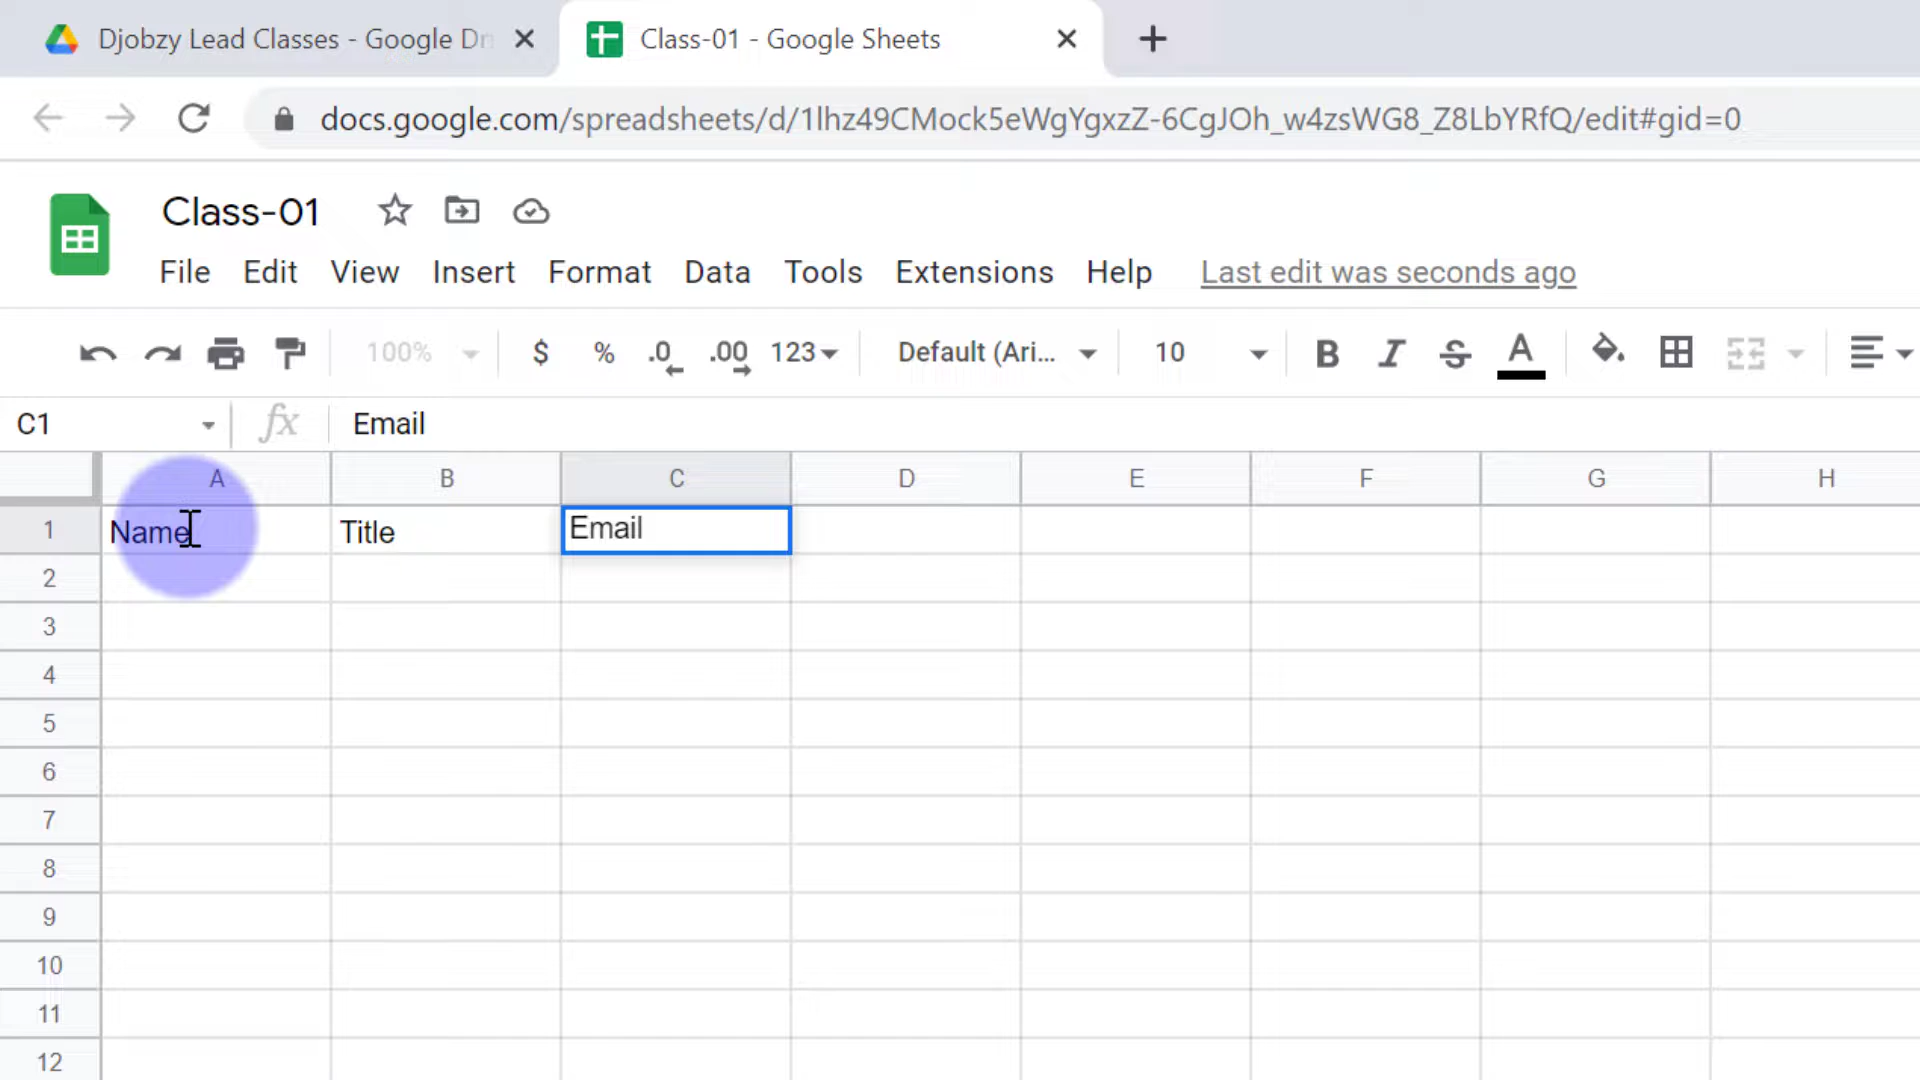 Djobzy Lead Classes - Google Dri
Class-01 - Google Sheets
docs.google.com/spreadsheets/d/1lhz49CMock5eWgYgxzZ-6CgJOh_w4zsWG8_Z8LbYRfQ/edit#gid=0
Class-01
File Edit View Insert Format Data Tools Extensions Help Last edit was seconds ago
100% $ % .0 .00 123 Default (Ari... 10 B I S A
C1 fx Email
A B C D E F G H
1 Name Title Email
2
3
4
5
6
7
8
9
10
11
12